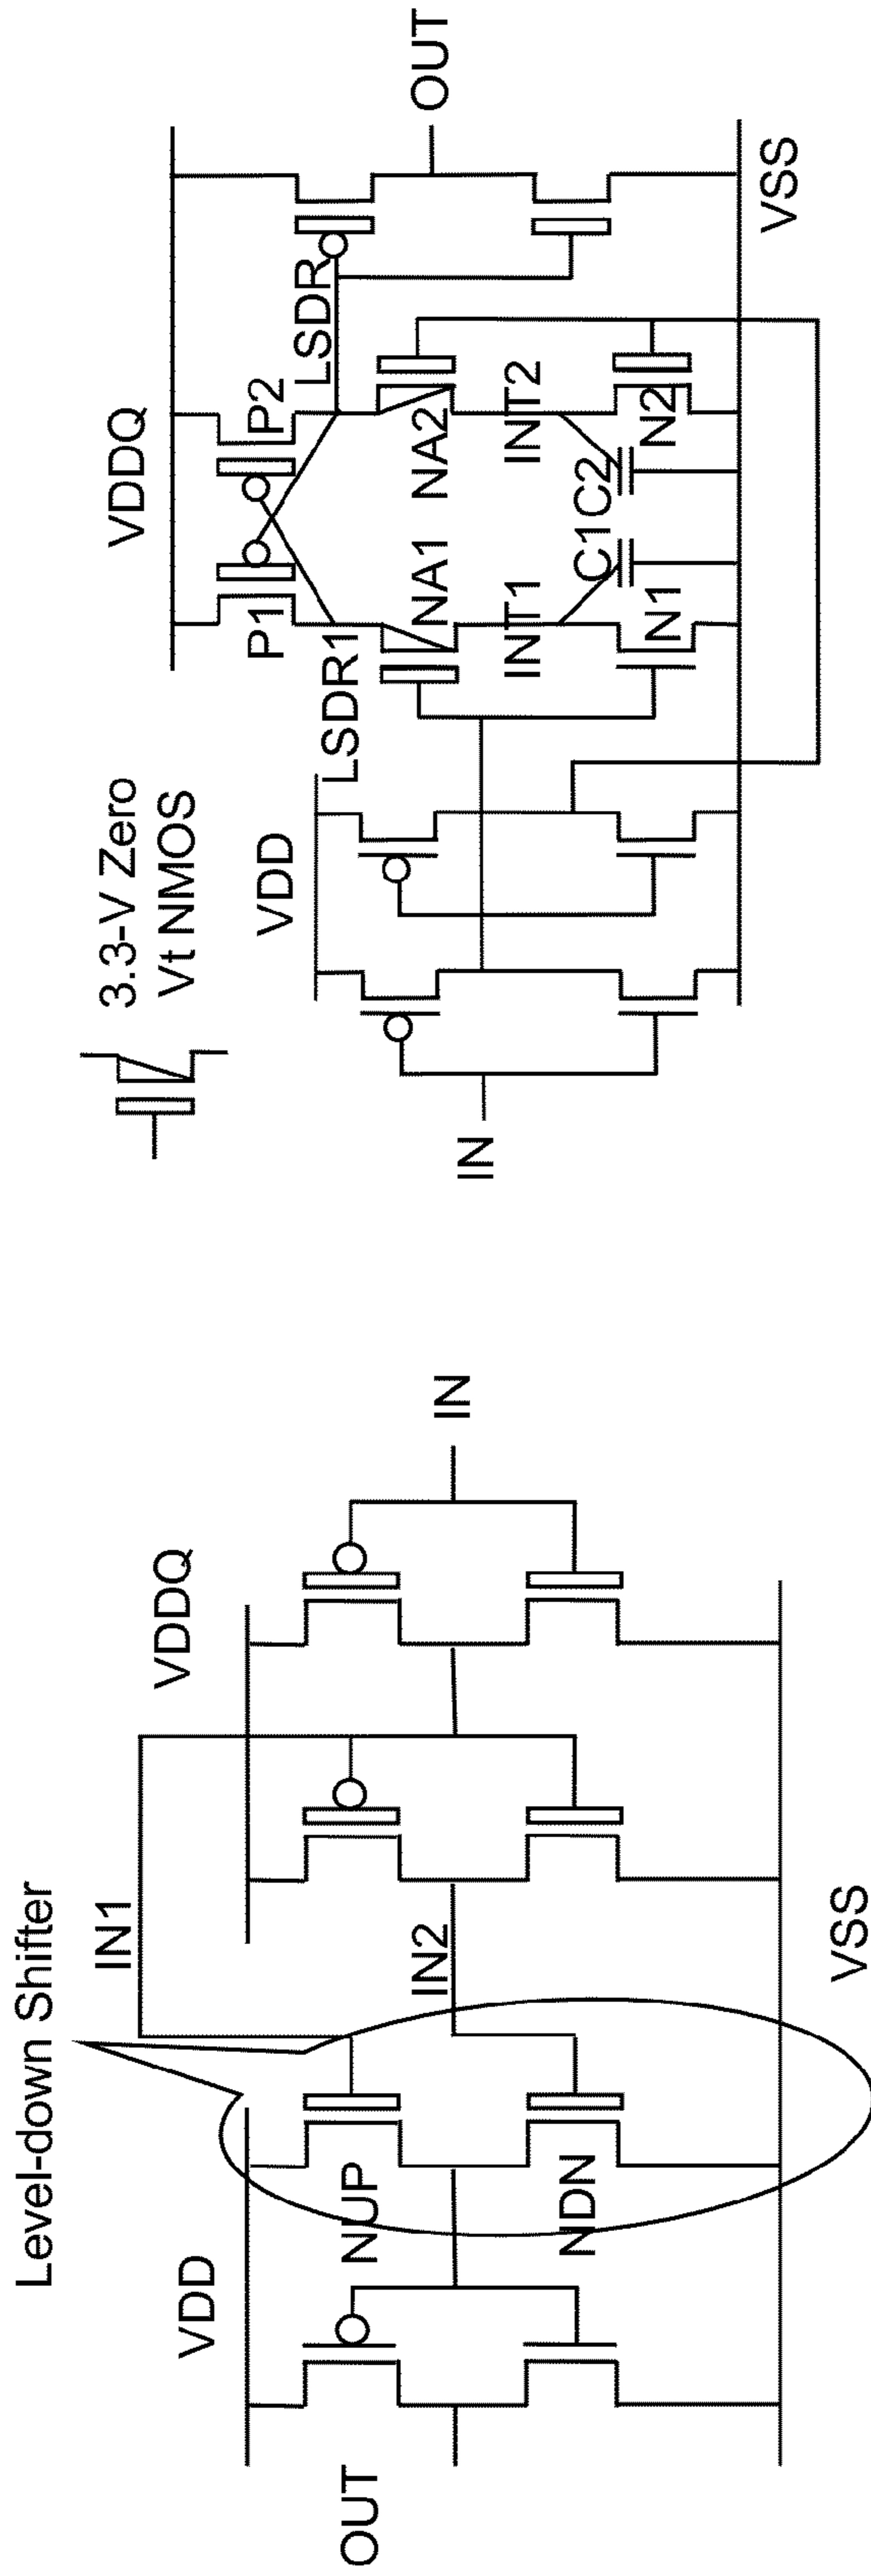 Level-down Shifter
VDD
VDDQ
IN1
NUP
IN2
IN
OUT
NDN
VSS
3.3-V Zero
Vt NMOS
VDDQ
P1
P2
VDD
LSDR1
LSDR
NA1
NA2
OUT
IN
INT1
INT2
C1
C2
N1
N2
VSS